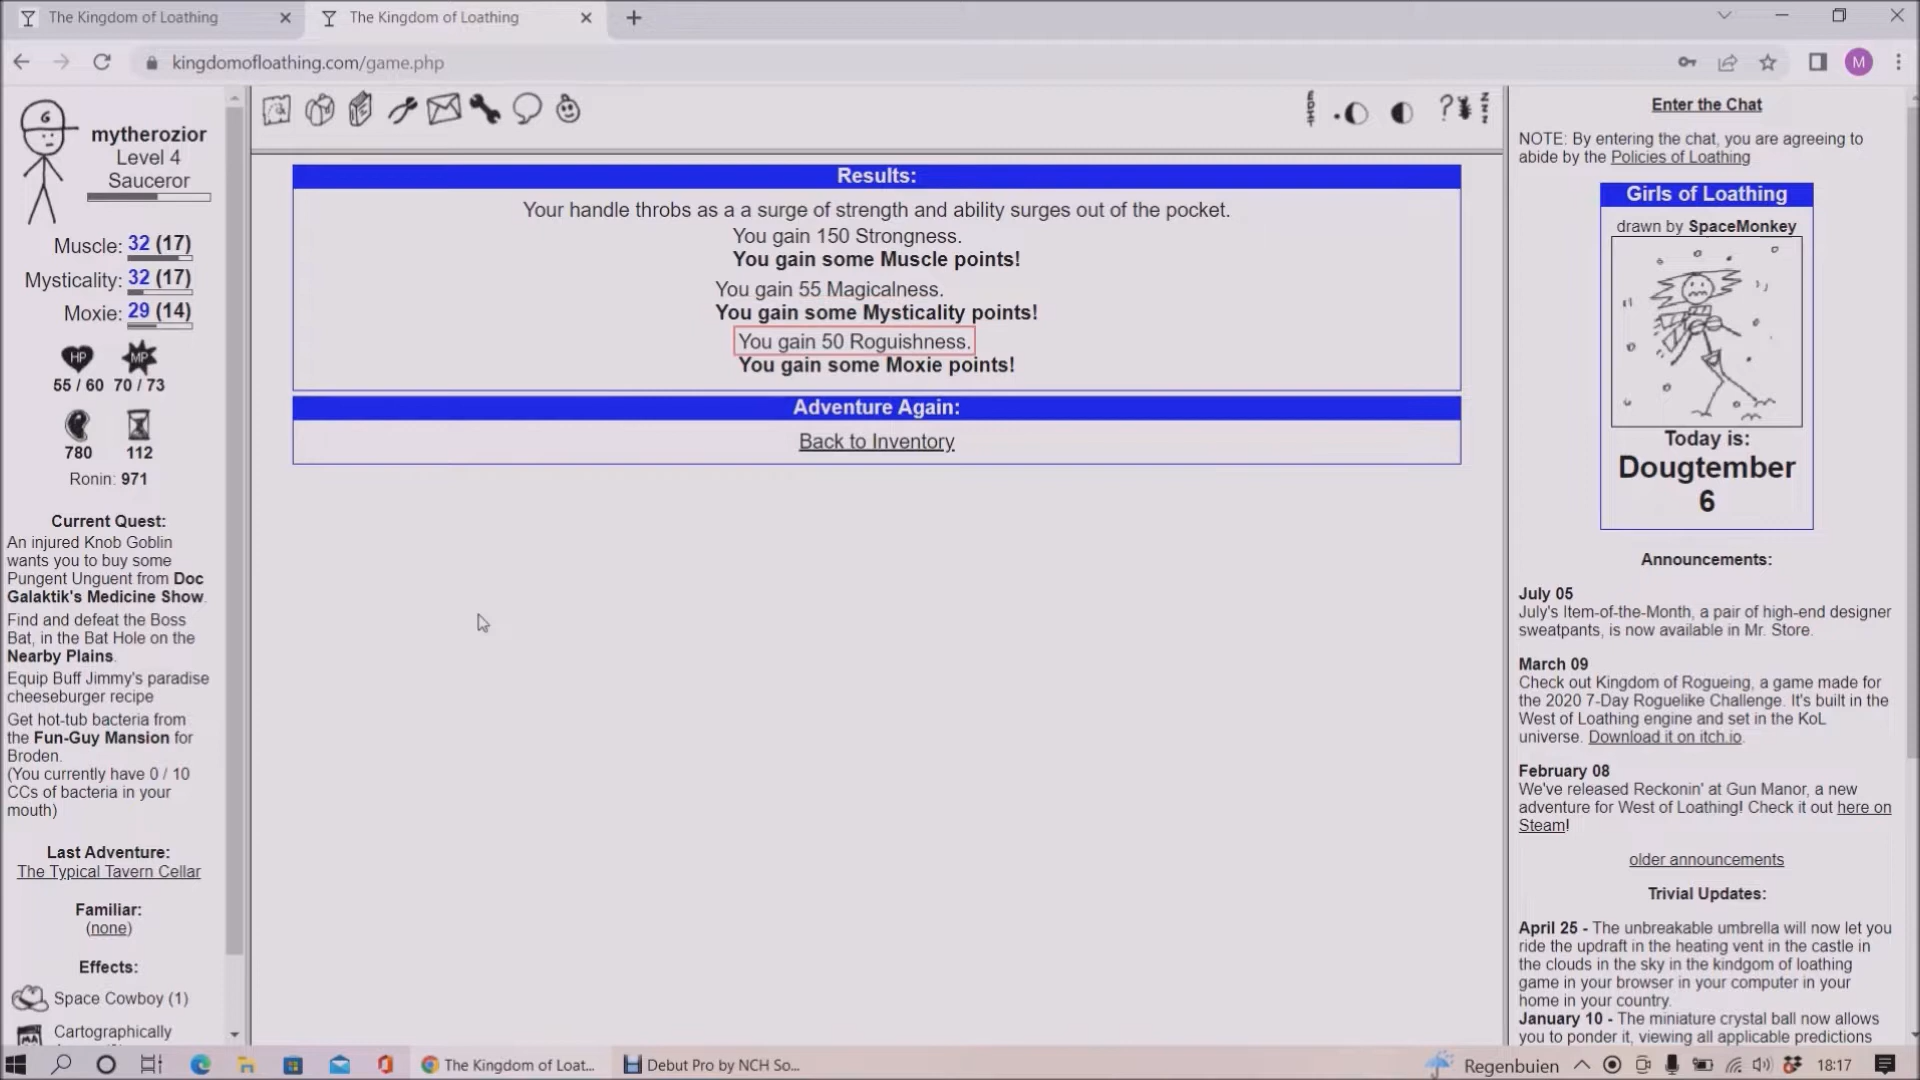 The Kingdom of Loathing
The Kingdom of Loathing
kingdomofloathing.com/game.php
M
mytherozior
Level 4
Sauceror
Muscle: 32 (17)
Mysticality: 32 (17)
Moxie: 29 (14)
HP MP
55 / 60 70 / 73
780 112
Ronin: 971
Current Quest:
An injured Knob Goblin
wants you to buy some
Pungent Unguent from Doc
Galaktik's Medicine Show.
Find and defeat the Boss
Bat, in the Bat Hole on the
Nearby Plains.
Equip Buff Jimmy's paradise
cheeseburger recipe
Get hot-tub bacteria from
the Fun-Guy Mansion for
Broden.
(You currently have 0 / 10
CCs of bacteria in your
mouth)
Last Adventure:
The Typical Tavern Cellar
Familiar:
(none)
Effects:
Space Cowboy (1)
Cartographically
Results:
Your handle throbs as a a surge of strength and ability surges out of the pocket.
You gain 150 Strongness.
You gain some Muscle points!
You gain 55 Magicalness.
You gain some Mysticality points!
You gain 50 Roguishness.
You gain some Moxie points!
Adventure Again:
Back to Inventory
Enter the Chat
NOTE: By entering the chat, you are agreeing to
abide by the Policies of Loathing
Girls of Loathing
drawn by SpaceMonkey
Today is:
Dougtember
6
Announcements:
July 05
July's Item-of-the-Month, a pair of high-end designer
sweatpants, is now available in Mr. Store.
March 09
Check out Kingdom of Rogueing, a game made for
the 2020 7-Day Roguelike Challenge. It's built in the
West of Loathing engine and set in the KoL
universe. Download it on itch.io.
February 08
We've released Reckonin' at Gun Manor, a new
adventure for West of Loathing! Check it out here on
Steam!
older announcements
Trivial Updates:
April 25 - The unbreakable umbrella will now let you
ride the updraft in the heating vent in the castle in
the clouds in the sky in the kindgom of loathing
game in your browser in your computer in your
home in your country.
January 10 - The miniature crystal ball now allows
you to ponder it, viewing all applicable predictions
The Kingdom of Loat...
Debut Pro by NCH So...
Regenbuien
18:17